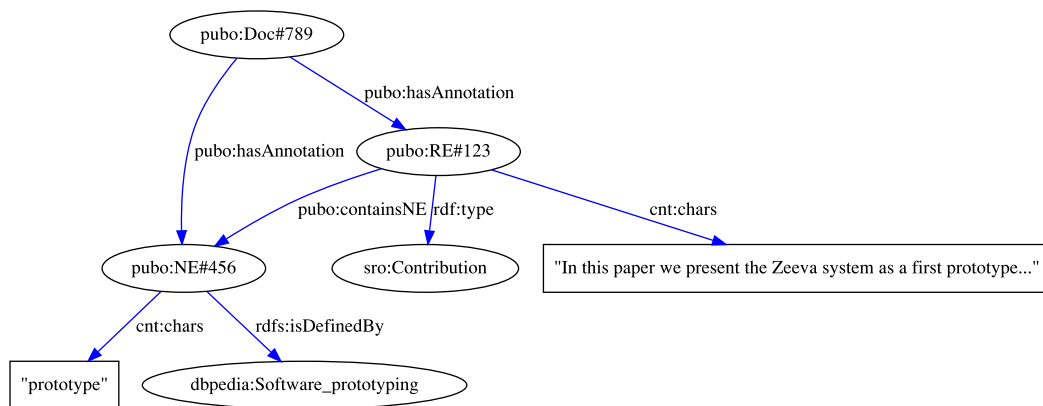 pubo:Doc#789
pubo:hasAnnotation
pubo:hasAnnotation
pubo:RE#123
pubo:containsNE
rdf:type
cnt:chars
pubo:NE#456
sro:Contribution
"In this paper we present the Zeeva system as a first prototype..."
cnt:chars
rdfs:isDefinedBy
"prototype"
dbpedia:Software_prototyping